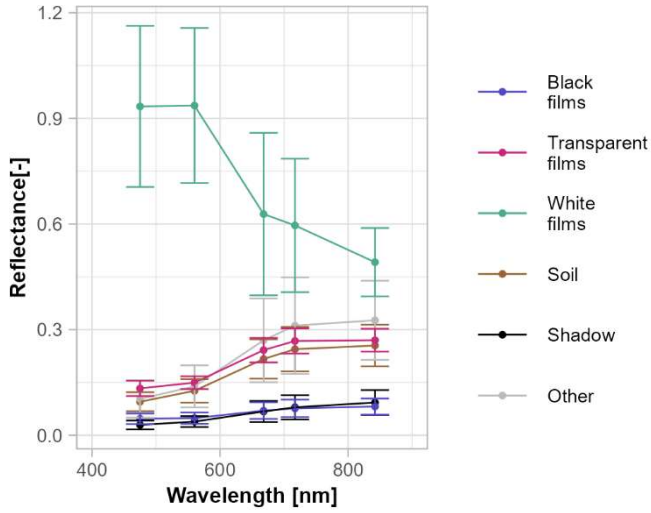 1.2
0.9
0.6
0.3
0.0
Reflectance[-]
400
600
800
Wavelength [nm]
Black
films
Transparent
films
White
films
Soil
Shadow
Other